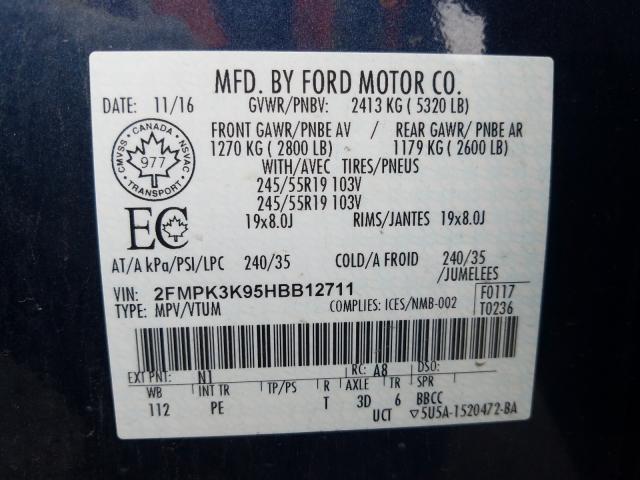 MFD. BY FORD MOTOR CO.
DATE: 11/16 GVWR/PNBV: 2413 KG ( 5320 LB)
FRONT GAWR/PNBE AV / REAR GAWR/ PNBE AR
1270 KG ( 2800 LB) 1179 KG ( 2600 LB)
WITH/AVEC TIRES/PNEUS
245/55R19 103V
245/55R19 103V
19x8.0J RIMS/JANTES 19x8.0J
CANADA
CMVSS 977 NSVAC
TRANSPORT
EC
AT/A kPa/PSI/LPC 240/35 COLD/A FROID 240/35
/JUMELEES
VIN: 2FMPK3K95HBB12711 F0117
TYPE: MPV/VTUM COMPLIES: ICES/NMB-002 T0236
EXT PNT: N1 RC: A8 DSO:
WB INT TR TP/PS R AXLE TR SPR
112 PE T 3D 6 BBCC
UCT ▽5U5A-1520472-BA